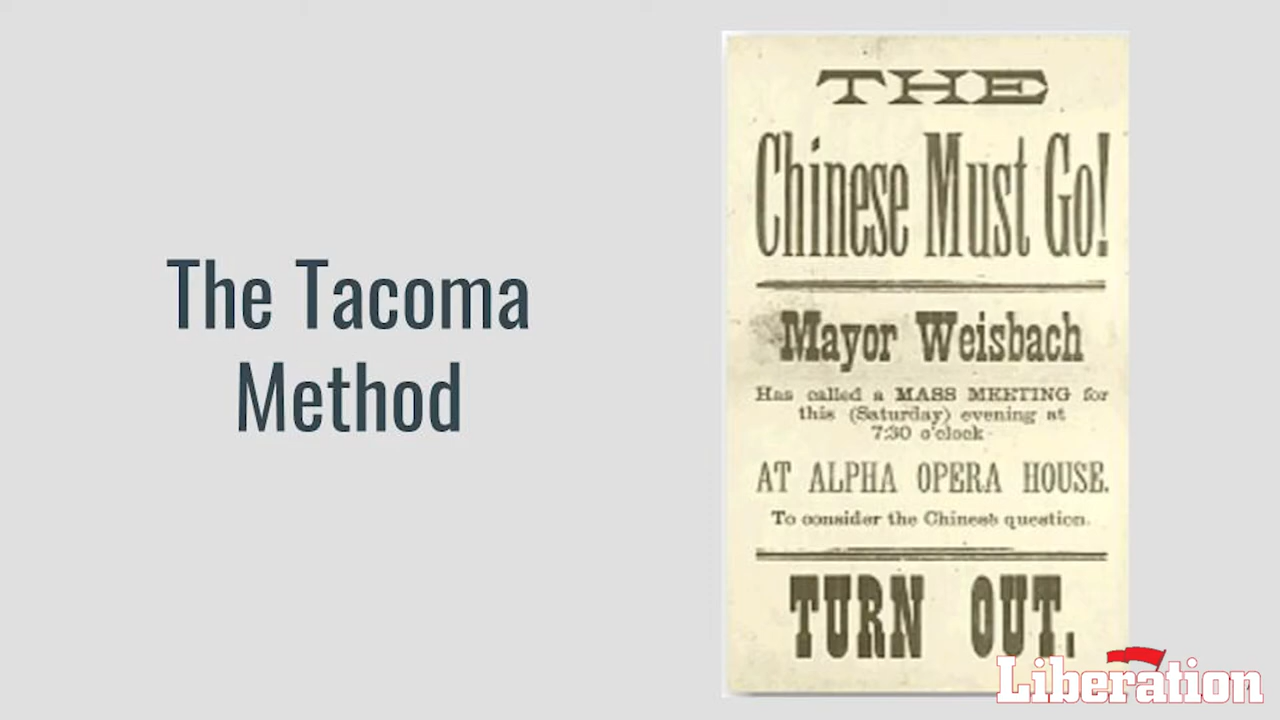 The Tacoma
Method
THE
Chinese Must Go!
Mayor Weisbach
Has called a MASS MEETING for
this (Saturday) evening at
7:30 o'clock
AT ALPHA OPERA HOUSE.
To consider the Chinese question.
TURN OUT.
Liberation